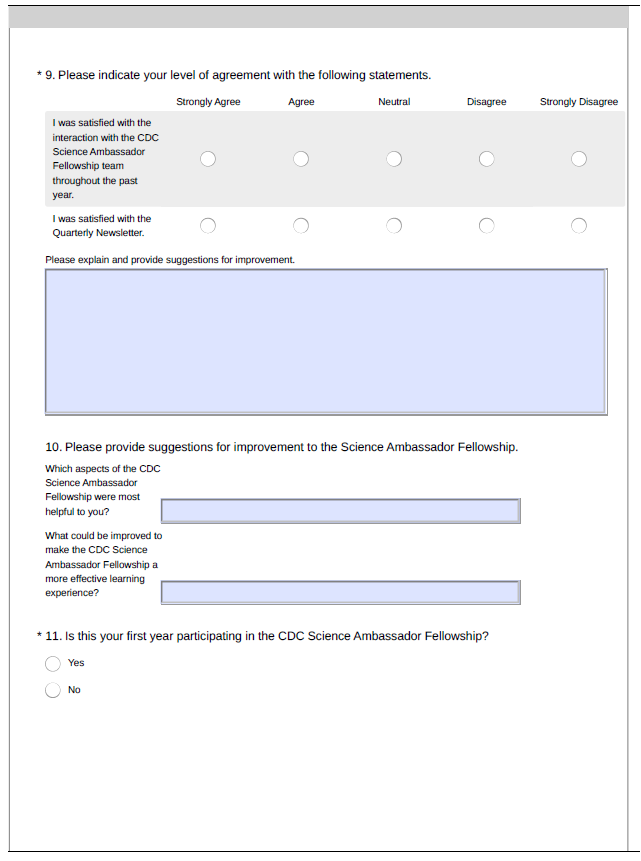 * 9. Please indicate your level of agreement with the following statements.
Strongly Agree Agree Neutral Disagree Strongly Disagree
I was satisfied with the
interaction with the CDC
Science Ambassador
Fellowship team
throughout the past
year.
I was satisfied with the
Quarterly Newsletter.
Please explain and provide suggestions for improvement.
10. Please provide suggestions for improvement to the Science Ambassador Fellowship.
Which aspects of the CDC
Science Ambassador
Fellowship were most
helpful to you?
What could be improved to
make the CDC Science
Ambassador Fellowship a
more effective learning
experience?
* 11. Is this your first year participating in the CDC Science Ambassador Fellowship?
Yes
No